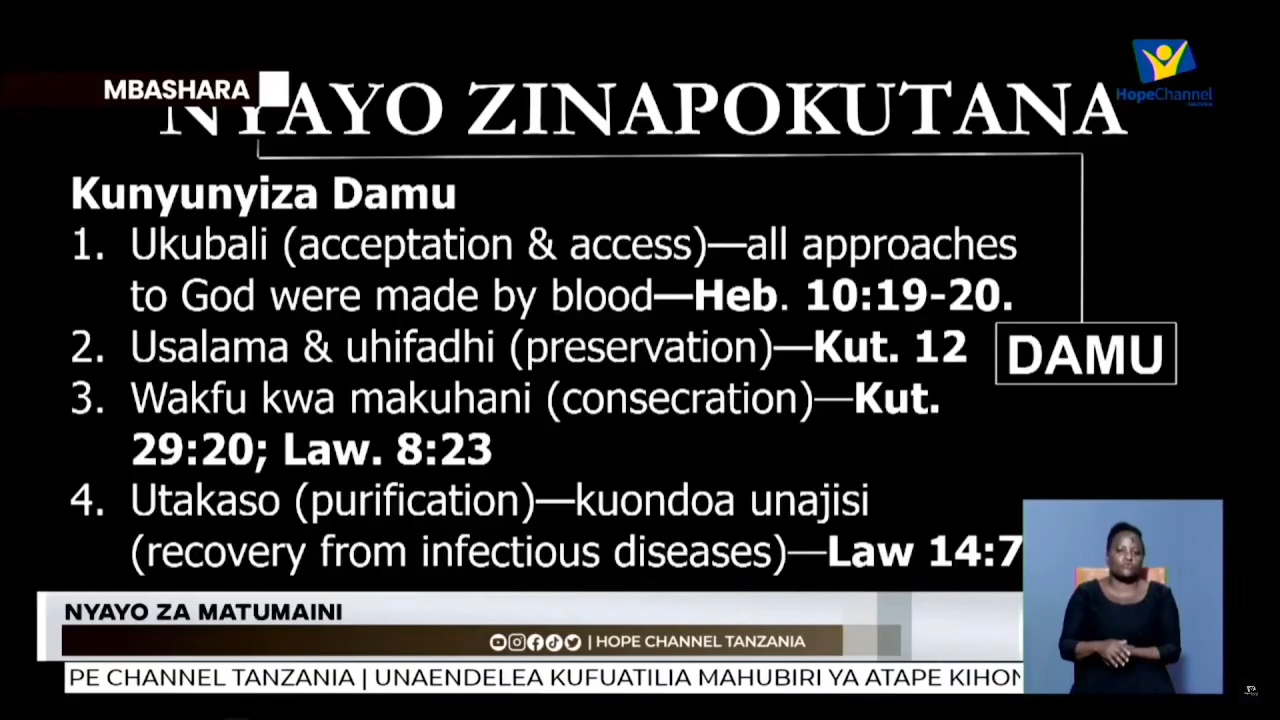 MBASHARA
NYAYO ZINAPOKUTANA
HopeChannel
TANZANIA
Kunyunyiza Damu
1. Ukubali (acceptation & access)—all approaches
to God were made by blood—Heb. 10:19-20.
2. Usalama & uhifadhi (preservation)—Kut. 12
3. Wakfu kwa makuhani (consecration)—Kut.
29:20; Law. 8:23
4. Utakaso (purification)—kuondoa unajisi
(recovery from infectious diseases)—Law 14:7
DAMU
NYAYO ZA MATUMAINI
| HOPE CHANNEL TANZANIA
PE CHANNEL TANZANIA | UNAENDELEA KUFUATILIA MAHUBIRI YA ATAPE KIHON